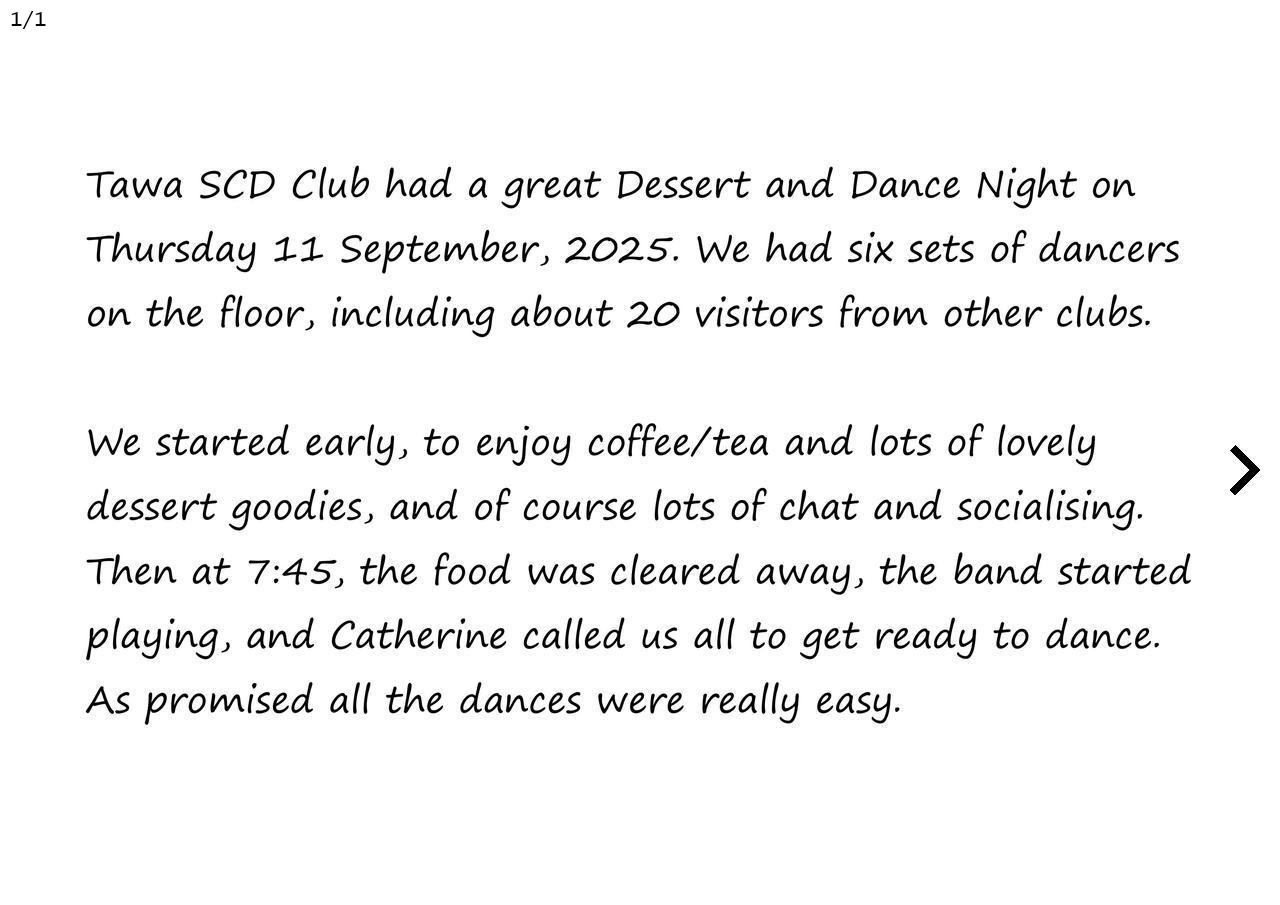 1/1
Tawa SCD Club had a great Dessert and Dance Night on
Thursday 11 September, 2025. We had six sets of dancers
on the floor, including about 20 visitors from other clubs.
We started early, to enjoy coffee/tea and lots of lovely
dessert goodies, and of course lots of chat and socialising.
Then at 7:45, the food was cleared away, the band started
playing, and Catherine called us all to get ready to dance.
As promised all the dances were really easy.